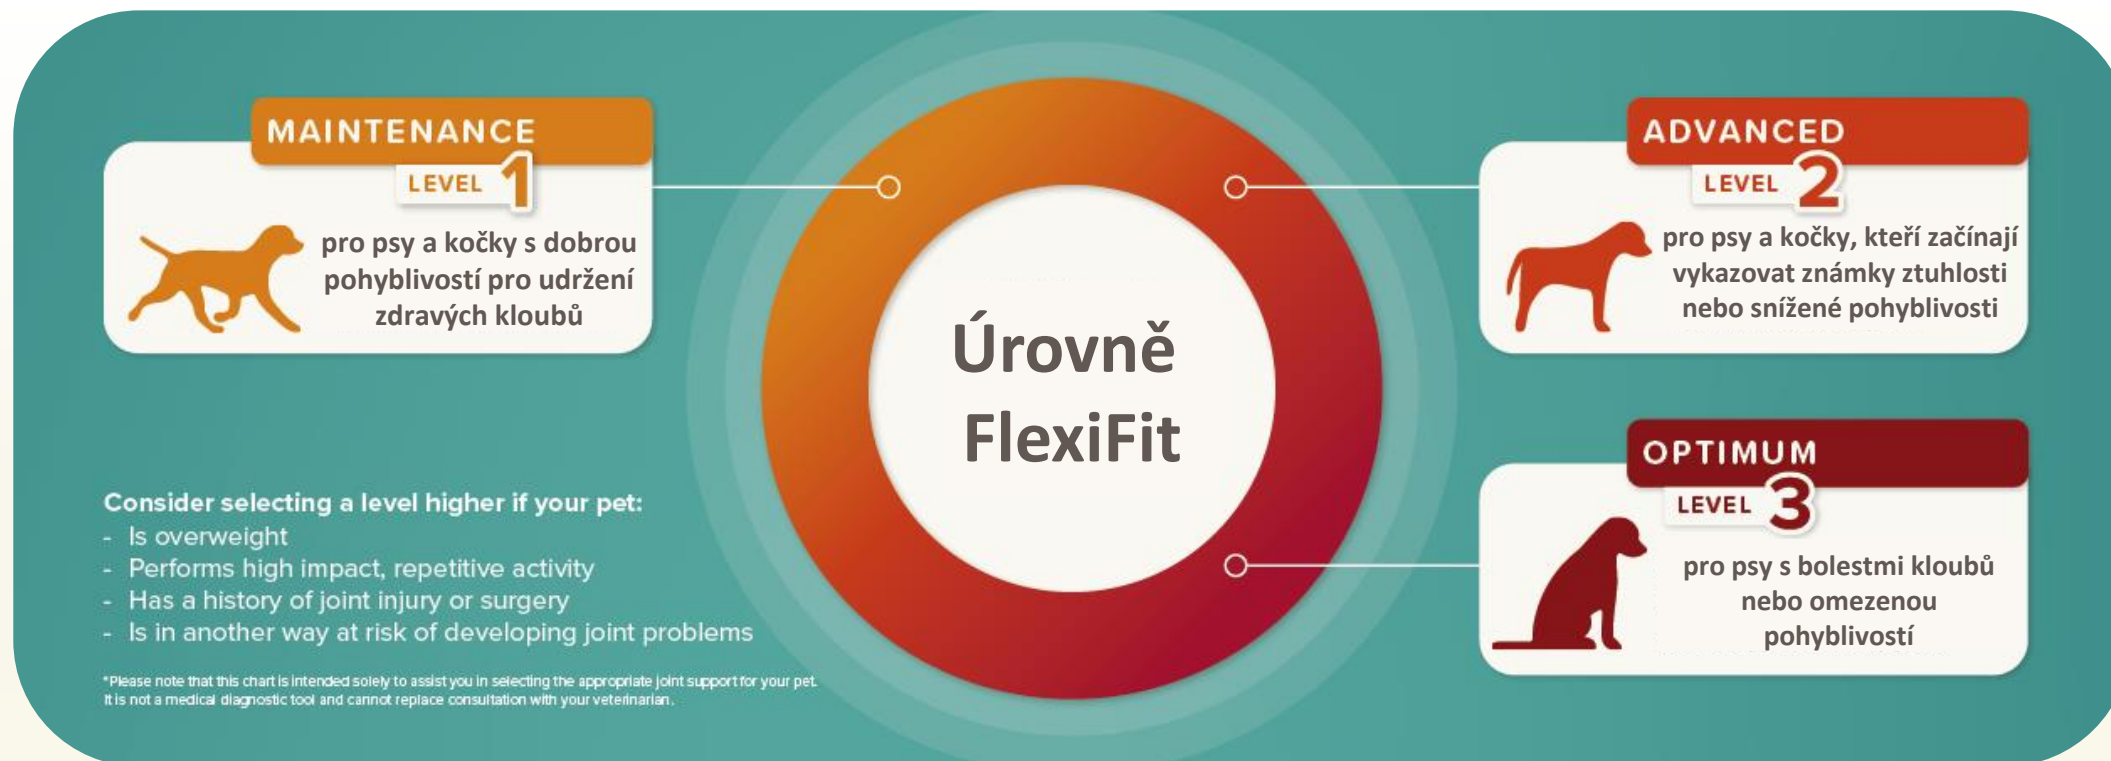 MAINTENANCE
LEVEL 1
pro psy a kočky s dobrou
pohyblivostí pro udržení
zdravých kloubů
Úrovně
FlexiFit
ADVANCED
LEVEL 2
pro psy a kočky, kteří začínají
vykazovat známky ztuhlosti
nebo snížené pohyblivosti
OPTIMUM
LEVEL 3
pro psy s bolestmi kloubů
nebo omezenou
pohyblivostí
Consider selecting a level higher if your pet:
- Is overweight
- Performs high impact, repetitive activity
- Has a history of joint injury or surgery
- Is in another way at risk of developing joint problems
*Please note that this chart is intended solely to assist you in selecting the appropriate joint support for your pet.
It is not a medical diagnostic tool and cannot replace consultation with your veterinarian.